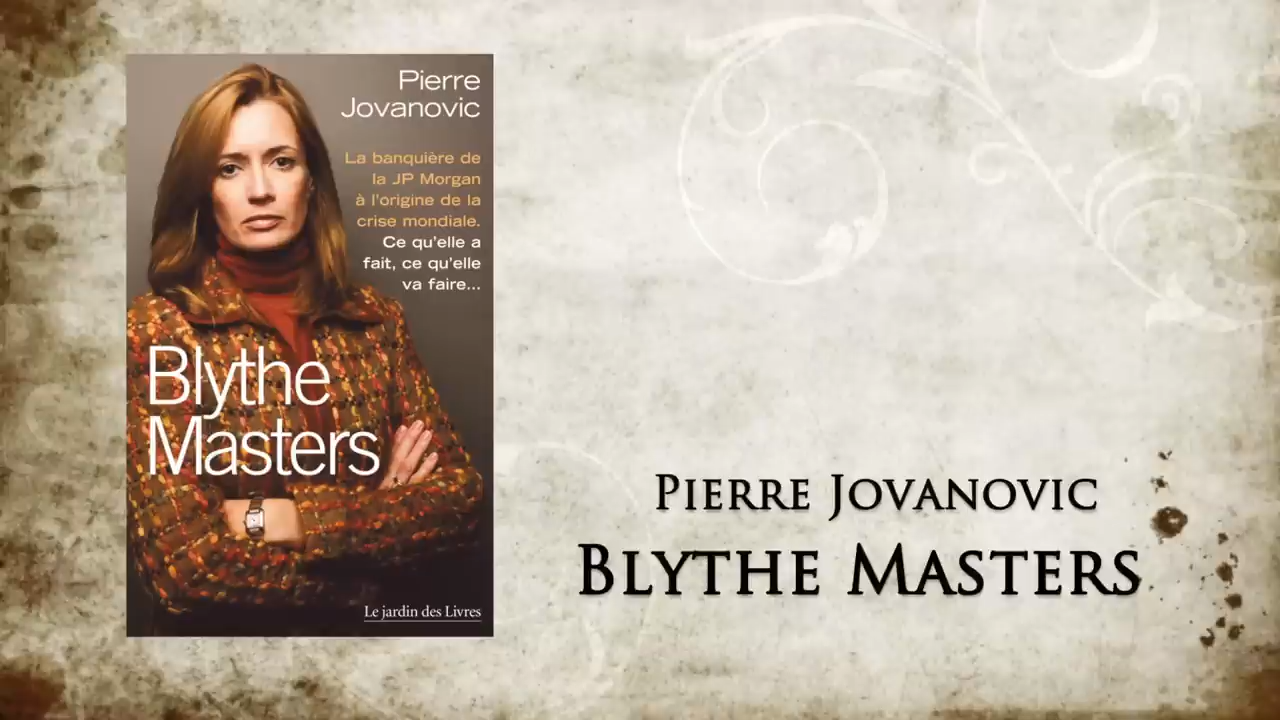 Pierre
Jovanovic
La banquière de
la JP Morgan
à l'origine de la
crise mondiale.
Ce qu'elle a
fait, ce qu'elle
va faire...
Blythe
Masters
Le jardin des Livres
Pierre Jovanovic
Blythe Masters